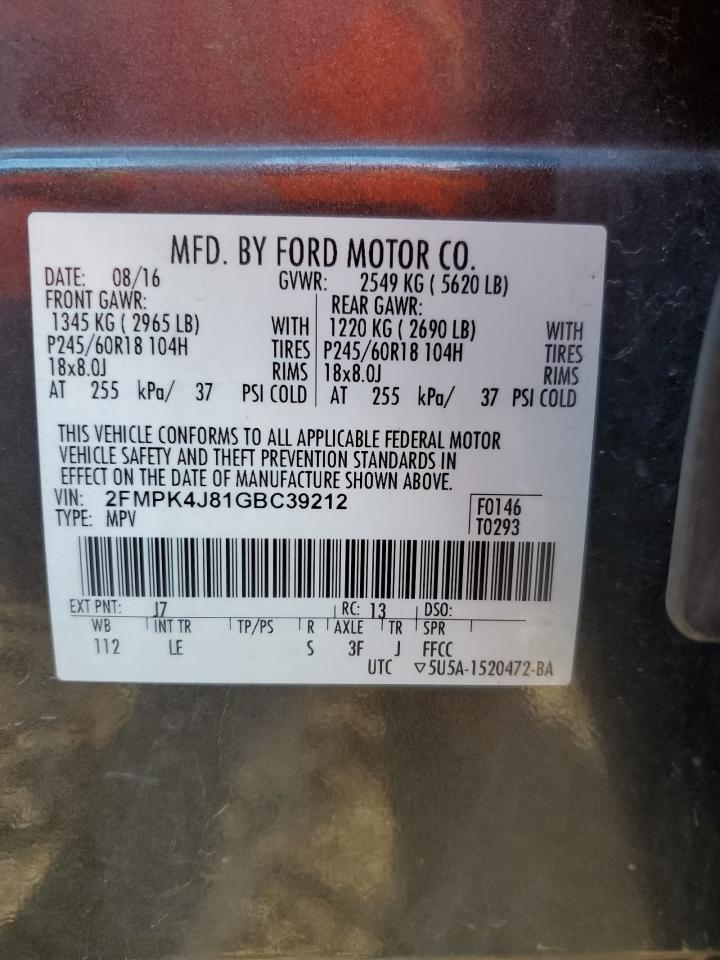 MFD. BY FORD MOTOR CO.
DATE: 08/16 GVWR: 2549 KG ( 5620 LB)
FRONT GAWR: REAR GAWR:
1345 KG ( 2965 LB) WITH 1220 KG ( 2690 LB) WITH
P245/60R18 104H TIRES P245/60R18 104H TIRES
18x8.0J RIMS 18x8.0J RIMS
AT 255 kPa/ 37 PSI COLD AT 255 kPa/ 37 PSI COLD
THIS VEHICLE CONFORMS TO ALL APPLICABLE FEDERAL MOTOR
VEHICLE SAFETY AND THEFT PREVENTION STANDARDS IN
EFFECT ON THE DATE OF MANUFACTURE SHOWN ABOVE.
VIN: 2FMPK4J81GBC39212 F0146
TYPE: MPV T0293
EXT PNT: J7 RC: 13 DSO:
WB INT TR TP/PS R AXLE TR SPR
112 LE S 3F J FFCC
UTC ▽5U5A-1520472-BA